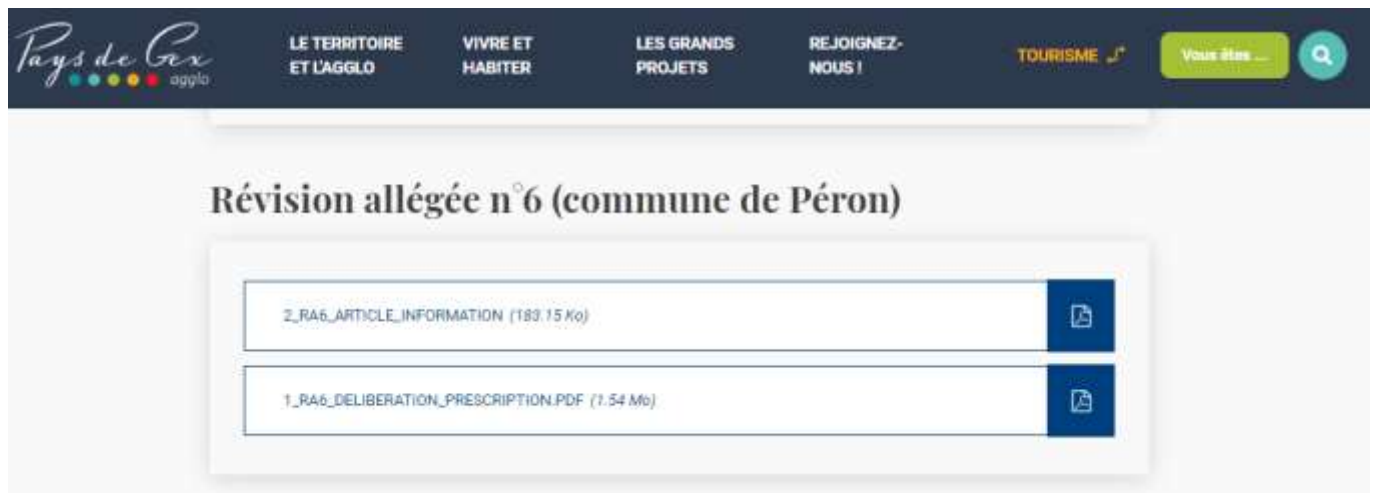 Pays de Gex
agglo
LE TERRITOIRE
ET L'AGGLO
VIVRE ET
HABITER
LES GRANDS
PROJETS
REJOIGNEZ-
NOUS !
TOURISME
Vous êtes ...
Révision allégée n°6 (commune de Péron)
2_RA6_ARTICLE_INFORMATION (183.15 Ko)
1_RA6_DELIBERATION_PRESCRIPTION.PDF (1.54 Mo)